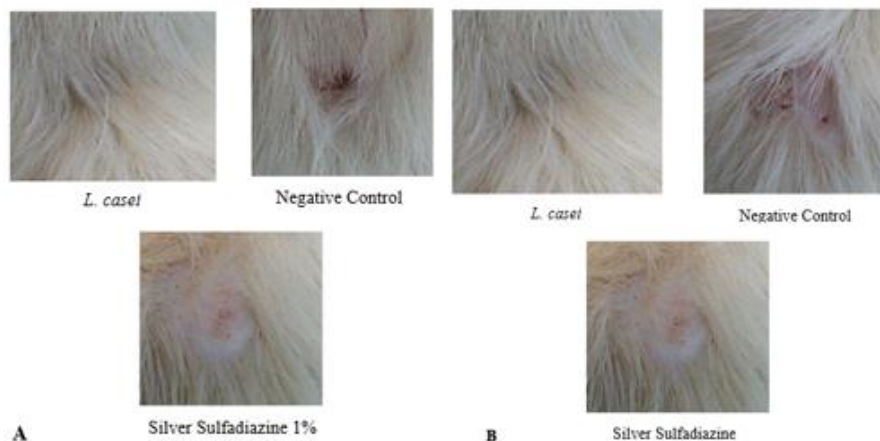 L. casei
Negative Control
L. casei
Negative Control
Silver Sulfadiazine 1%
A
Silver Sulfadiazine
B